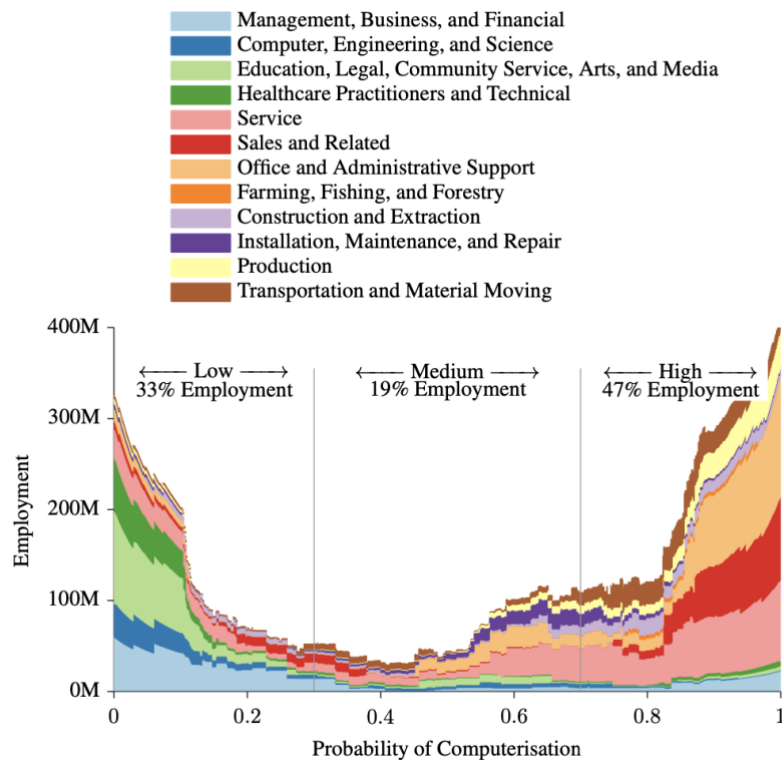 Management, Business, and Financial
Computer, Engineering, and Science
Education, Legal, Community Service, Arts, and Media
Healthcare Practitioners and Technical
Service
Sales and Related
Office and Administrative Support
Farming, Fishing, and Forestry
Construction and Extraction
Installation, Maintenance, and Repair
Production
Transportation and Material Moving
400M
300M
200M
100M
0M
Employment
Low
33% Employment
Medium
19% Employment
High
47% Employment
0
0.2
0.4
0.6
0.8
1
Probability of Computerisation